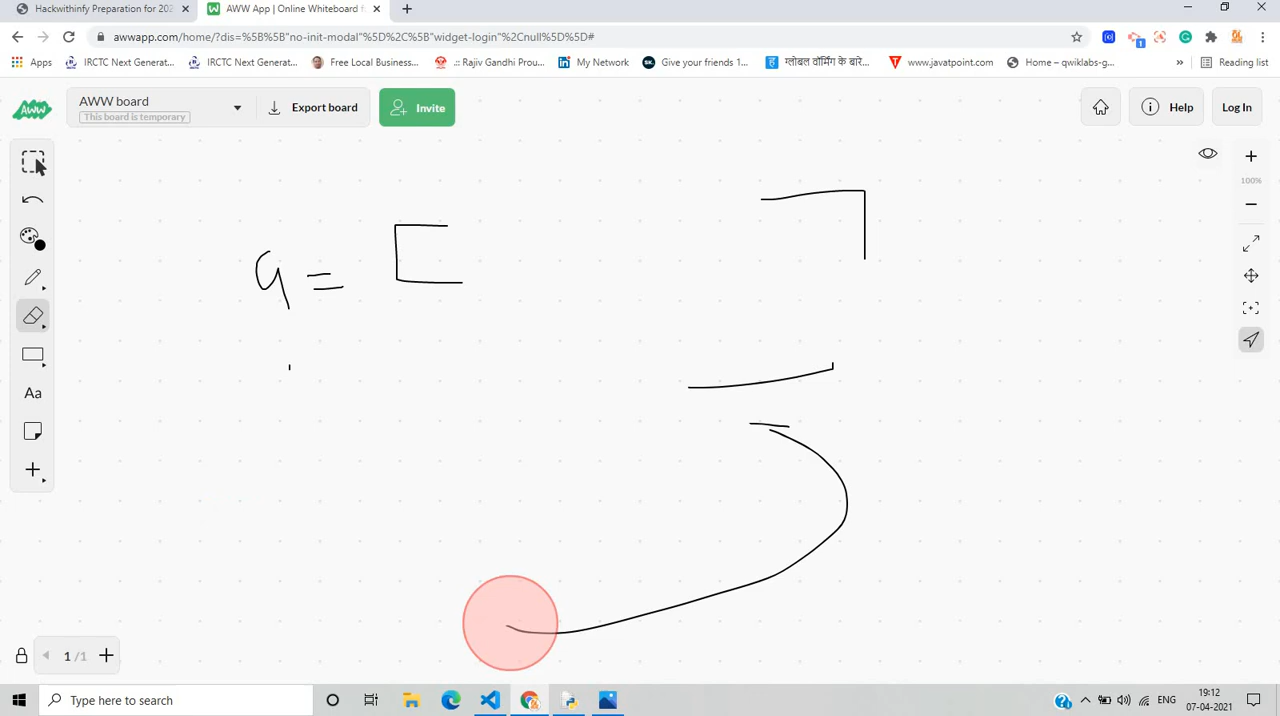 Hackwithinfy Preparation for 202
AWW App | Online Whiteboard f
awwapp.com/home/?dis=%5B%5B"no-init-modal"%5D%2C%5B"widget-login"%2Cnull%5D%5D#
Apps IRCTC Next Generat... IRCTC Next Generat... Free Local Business... .:: Rajiv Gandhi Prou... My Network Give your friends 1... ग्लोबल वॉर्मिंग के बारे... www.javatpoint.com Home – qwiklabs-g... » Reading list
AWW board
This board is temporary
Export board
Invite
Help
Log In
100%
q =
Aa
1 /1
Type here to search
ENG
19:12
07-04-2021